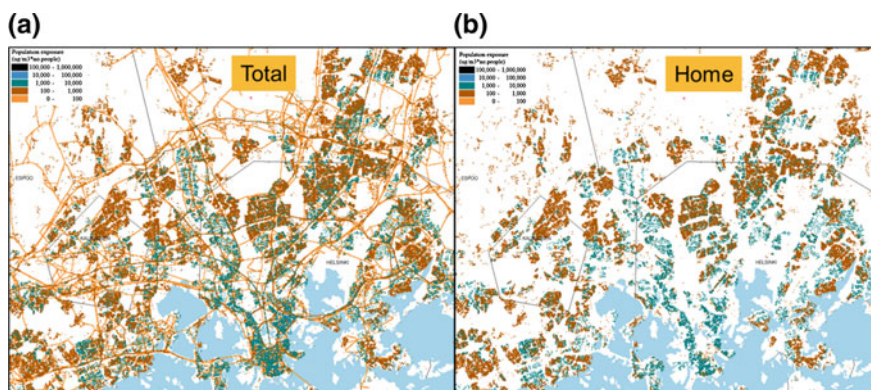 (a)
Population exposure
(ug/m³)*no people)
100,000 - 1,000,000
10,000 - 100,000
1,000 - 10,000
100 - 1,000
0 - 100
Total
ESPOO
HELSINKI
(b)
Population exposure
(ug/m³)*no people)
100,000 - 1,000,000
10,000 - 100,000
1,000 - 10,000
100 - 1,000
0 - 100
Home
ESPOO
HELSINKI